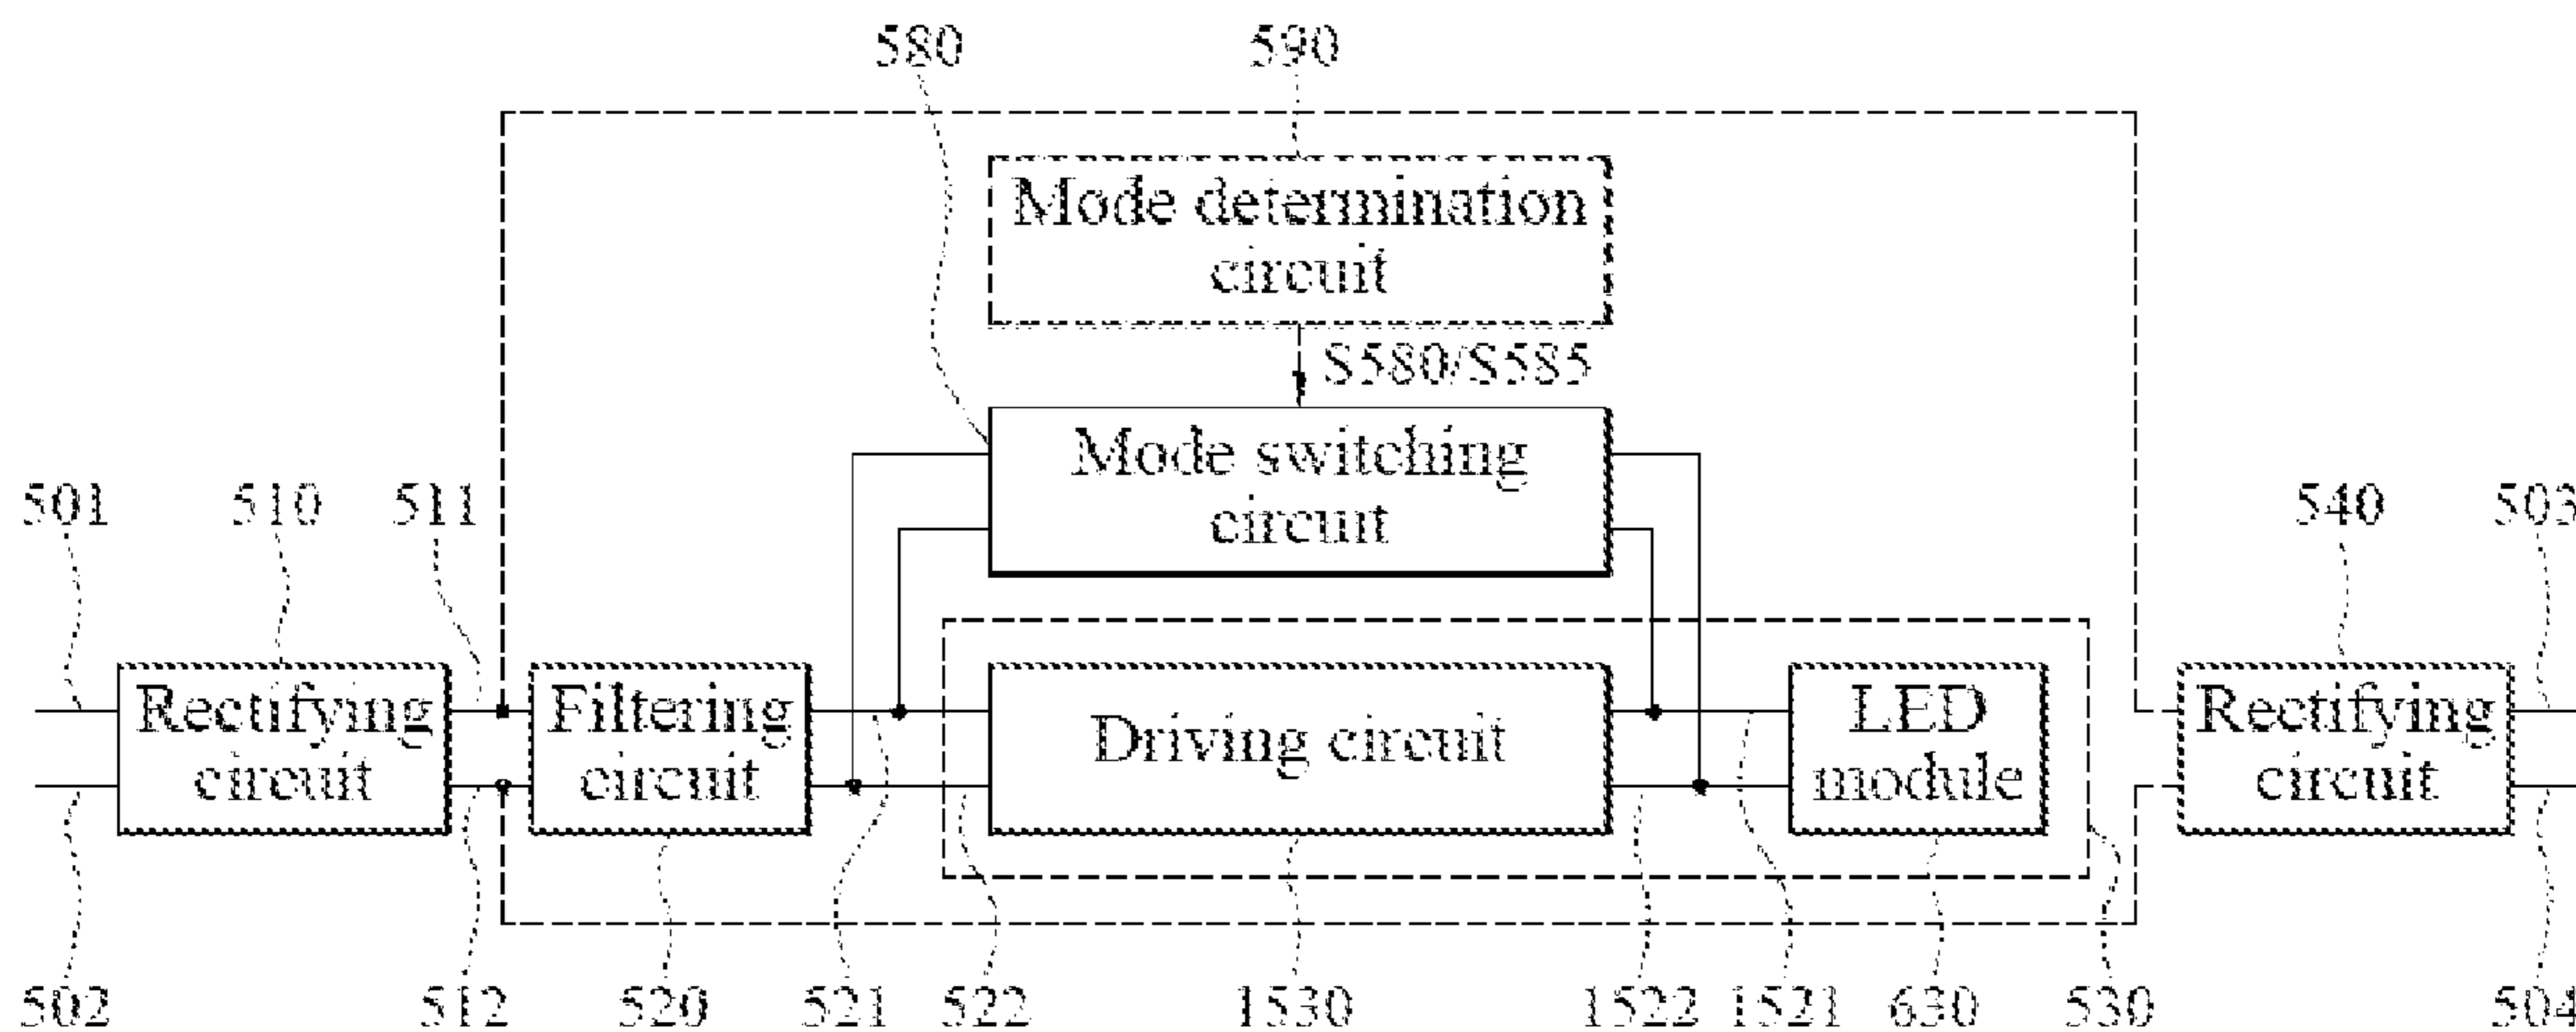 580
590
Mode determination
circuit
S580/S585
Mode switching
circuit
501
510
511
540
503
Rectifying
circuit
Filtering
circuit
Driving circuit
LED
module
Rectifying
circuit
502
512
520
521
522
1530
1522
1521
630
530
504